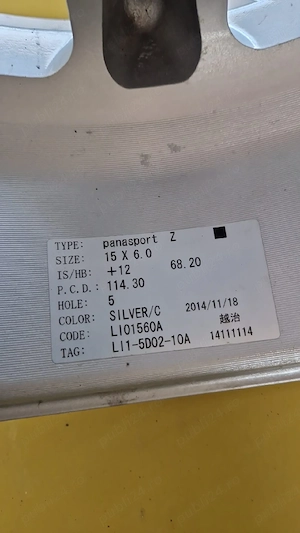 TYPE: panasport Z
SIZE: 15 X 6.0
IS/HB: +12 68.20
P.C.D.: 114.30
HOLE: 5
COLOR: SILVER/C 2014/11/18
CODE: LI01560A 越治
TAG: LI1-5D02-10A 14111114